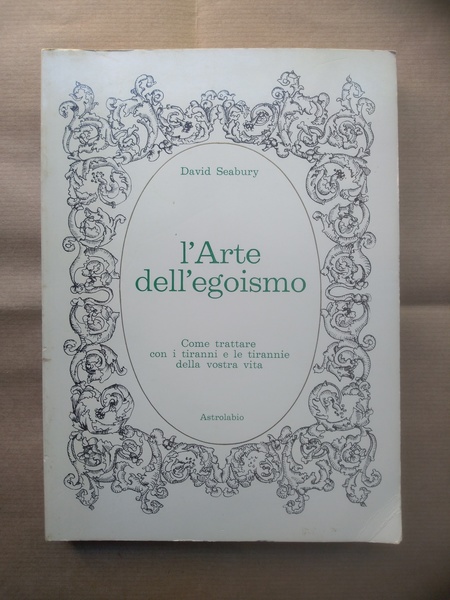 David Seabury
l'Arte
dell'egoismo
Come trattare
con i tiranni e le tirannie
della vostra vita
Astrolabio